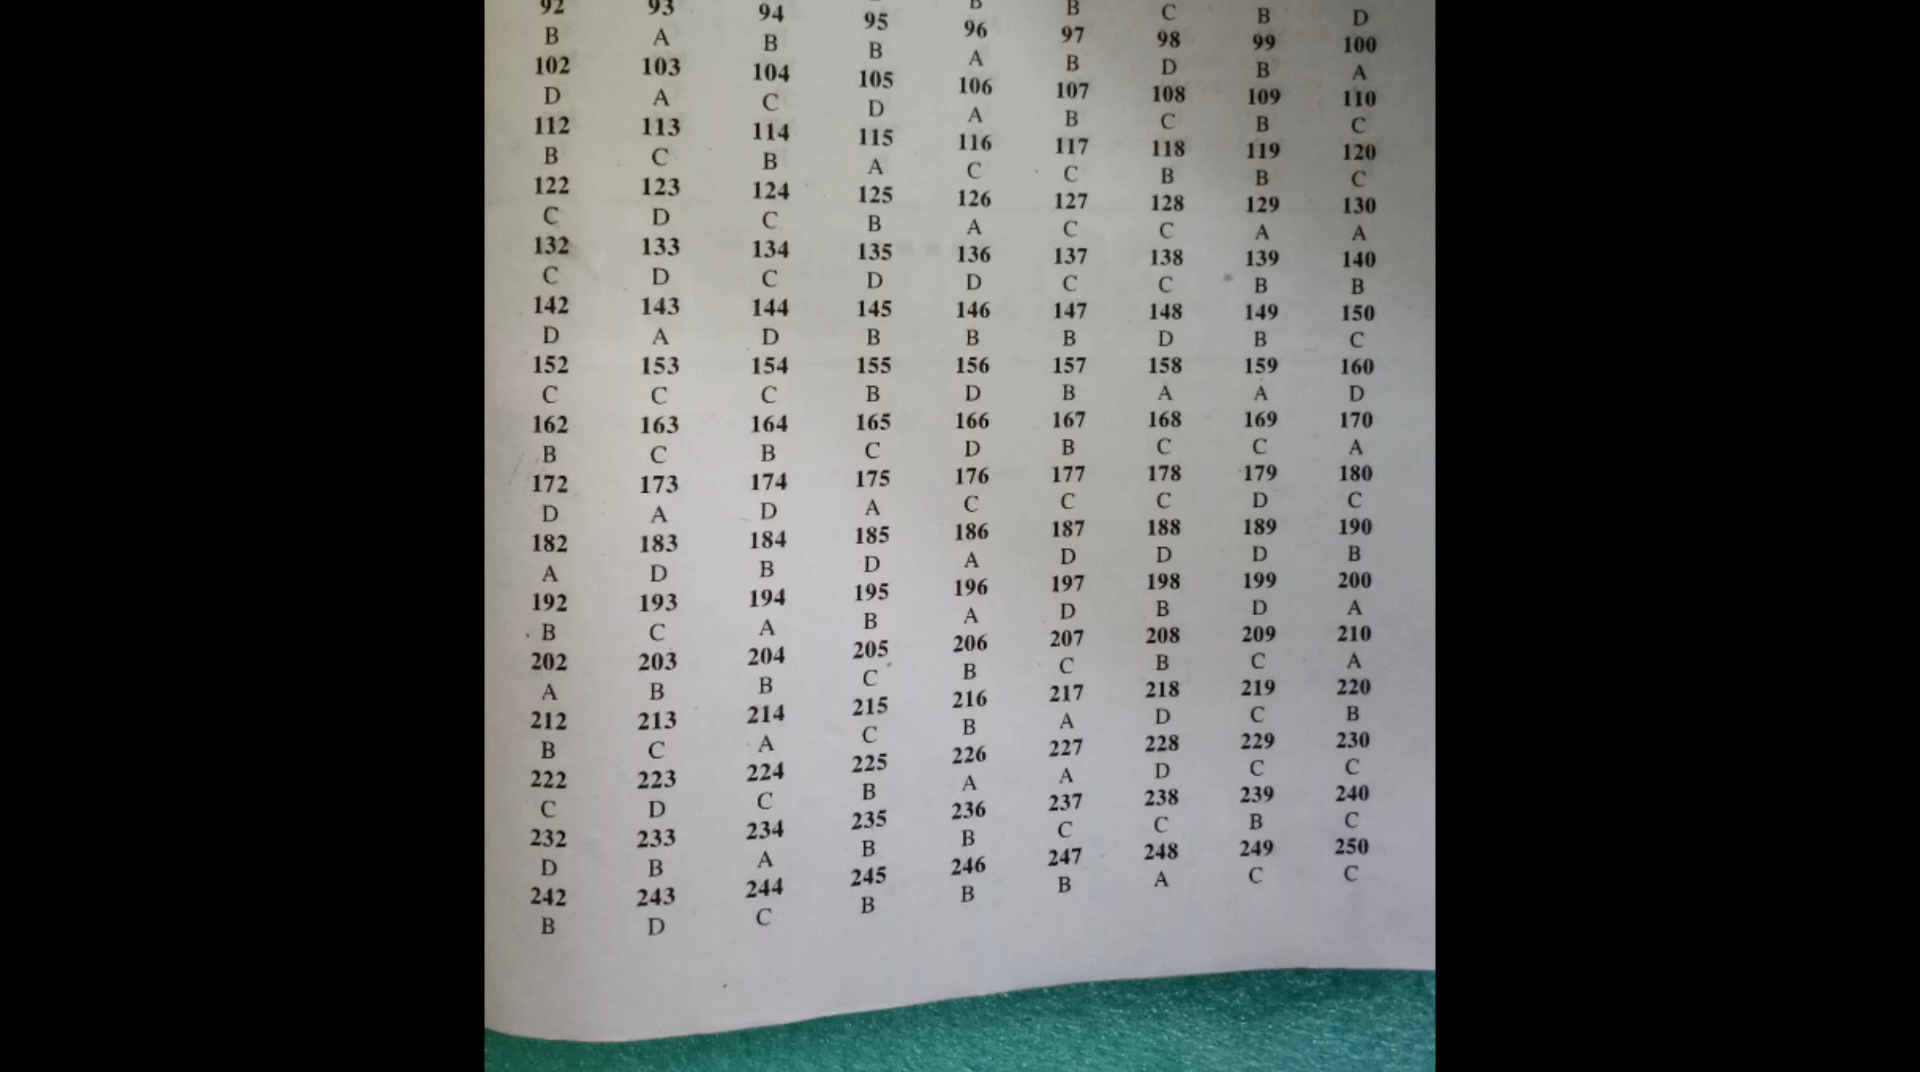 B B C B D
92 93 94 95 96 97 98 99 100
B A B B A B D B A
102 103 104 105 106 107 108 109 110
D A C D A B C B C
112 113 114 115 116 117 118 119 120
B C B A C C B B C
122 123 124 125 126 127 128 129 130
C D C B A C C A A
132 133 134 135 136 137 138 139 140
C D C D D C C B B
142 143 144 145 146 147 148 149 150
D A D B B B D B C
152 153 154 155 156 157 158 159 160
C C C B D B A A D
162 163 164 165 166 167 168 169 170
B C B C D B C C A
172 173 174 175 176 177 178 179 180
D A D A C C C D C
182 183 184 185 186 187 188 189 190
A D B D A D D D B
192 193 194 195 196 197 198 199 200
B C A B A D B D A
202 203 204 205 206 207 208 209 210
A B B C B C B C A
212 213 214 215 216 217 218 219 220
B C A C B A D C B
222 223 224 225 226 227 228 229 230
C D C B A A D C C
232 233 234 235 236 237 238 239 240
D B A B B C C B C
242 243 244 245 246 247 248 249 250
B D C B B B A C C